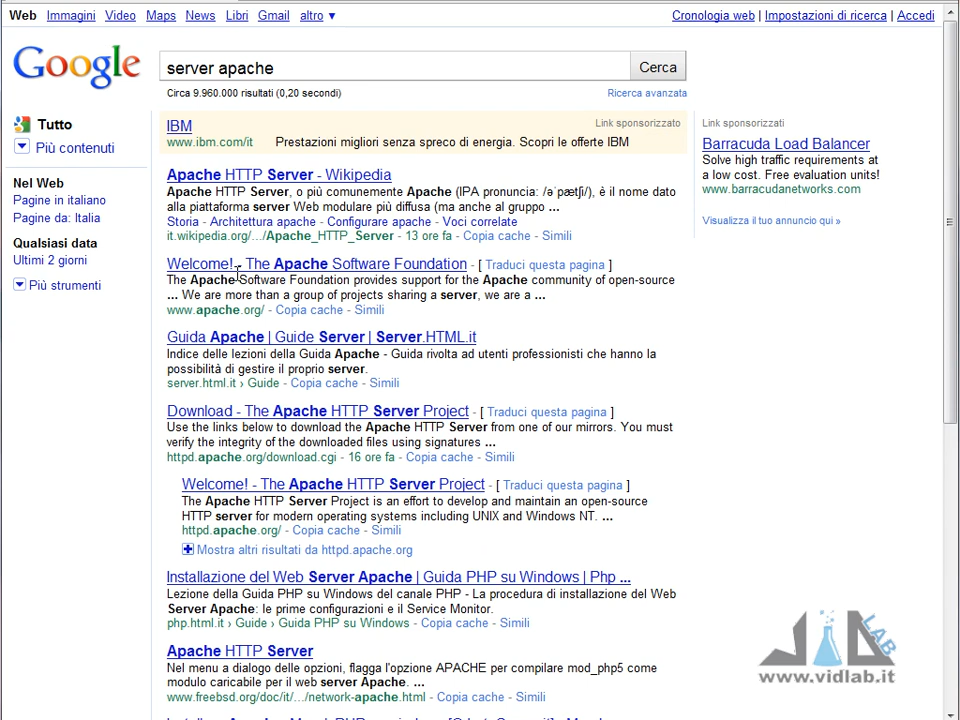 Web Immagini Video Maps News Libri Gmail altro ▼
Cronologia web | Impostazioni di ricerca | Accedi
Google
server apache
Cerca
Circa 9.960.000 risultati (0,20 secondi)
Ricerca avanzata
Tutto
Più contenuti
Nel Web
Pagine in italiano
Pagine da: Italia
Qualsiasi data
Ultimi 2 giorni
Più strumenti
IBM
Link sponsorizzato
www.ibm.com/it Prestazioni migliori senza spreco di energia. Scopri le offerte IBM
Apache HTTP Server - Wikipedia
Apache HTTP Server, o più comunemente Apache (IPA pronuncia: /ə'pætʃi/), è il nome dato
alla piattaforma server Web modulare più diffusa (ma anche al gruppo ...
Storia - Architettura apache - Configurare apache - Voci correlate
it.wikipedia.org/.../Apache_HTTP_Server - 13 ore fa - Copia cache - Simili
Welcome! - The Apache Software Foundation - [ Traduci questa pagina ]
The Apache Software Foundation provides support for the Apache community of open-source
... We are more than a group of projects sharing a server, we are a ...
www.apache.org/ - Copia cache - Simili
Guida Apache | Guide Server | Server.HTML.it
Indice delle lezioni della Guida Apache - Guida rivolta ad utenti professionisti che hanno la
possibilità di gestire il proprio server.
server.html.it › Guide - Copia cache - Simili
Download - The Apache HTTP Server Project - [ Traduci questa pagina ]
Use the links below to download the Apache HTTP Server from one of our mirrors. You must
verify the integrity of the downloaded files using signatures ...
httpd.apache.org/download.cgi - 16 ore fa - Copia cache - Simili
Welcome! - The Apache HTTP Server Project - [ Traduci questa pagina ]
The Apache HTTP Server Project is an effort to develop and maintain an open-source
HTTP server for modern operating systems including UNIX and Windows NT. ...
httpd.apache.org/ - Copia cache - Simili
Mostra altri risultati da httpd.apache.org
Installazione del Web Server Apache | Guida PHP su Windows | Php ...
Lezione della Guida PHP su Windows del canale PHP - La procedura di installazione del Web
Server Apache: le prime configurazioni e il Service Monitor.
php.html.it › Guide › Guida PHP su Windows - Copia cache - Simili
Apache HTTP Server
Nel menu a dialogo delle opzioni, flagga l'opzione APACHE per compilare mod_php5 come
modulo caricabile per il web server Apache. ...
www.freebsd.org/doc/it/.../network-apache.html - Copia cache - Simili
Link sponsorizzati
Barracuda Load Balancer
Solve high traffic requirements at
a low cost. Free evaluation units!
www.barracudanetworks.com
Visualizza il tuo annuncio qui »
LAB
www.vidlab.it